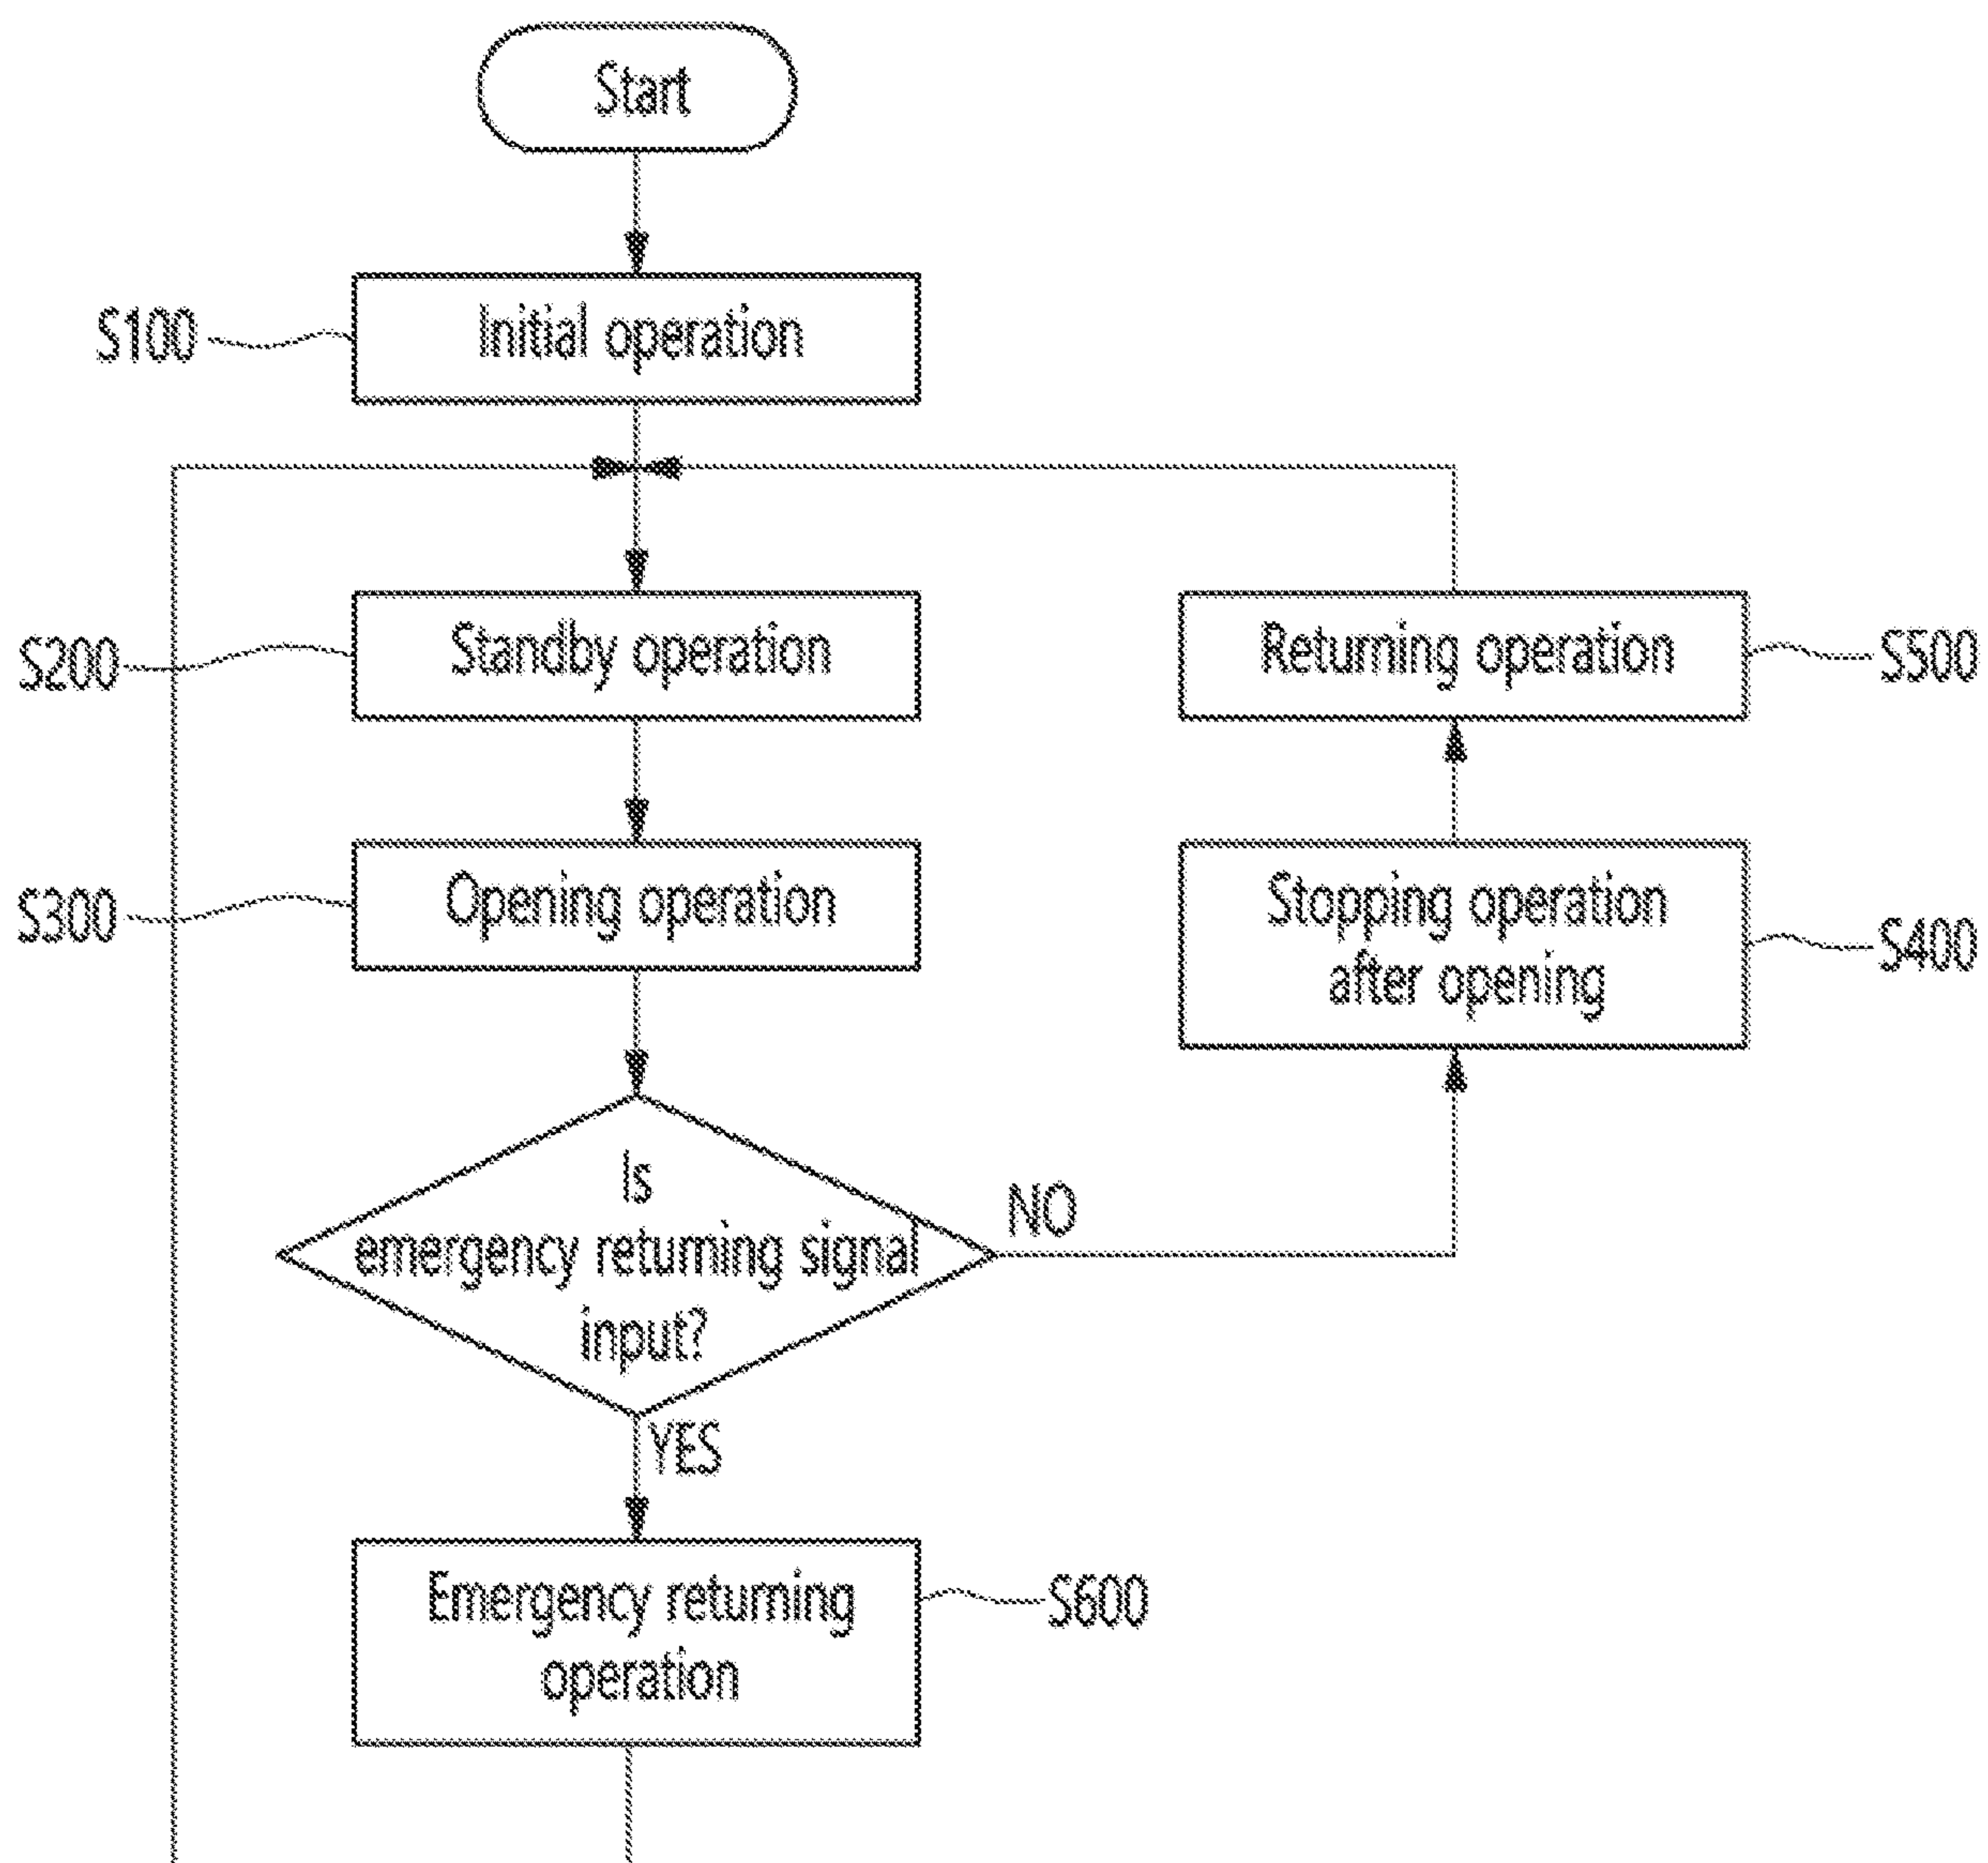 Start
S100
Initial operation
S200
Standby operation
Returning operation
S500
S300
Opening operation
Stopping operation
after opening
S400
Is
emergency returning signal
input?
NO
YES
Emergency returning
operation
S600